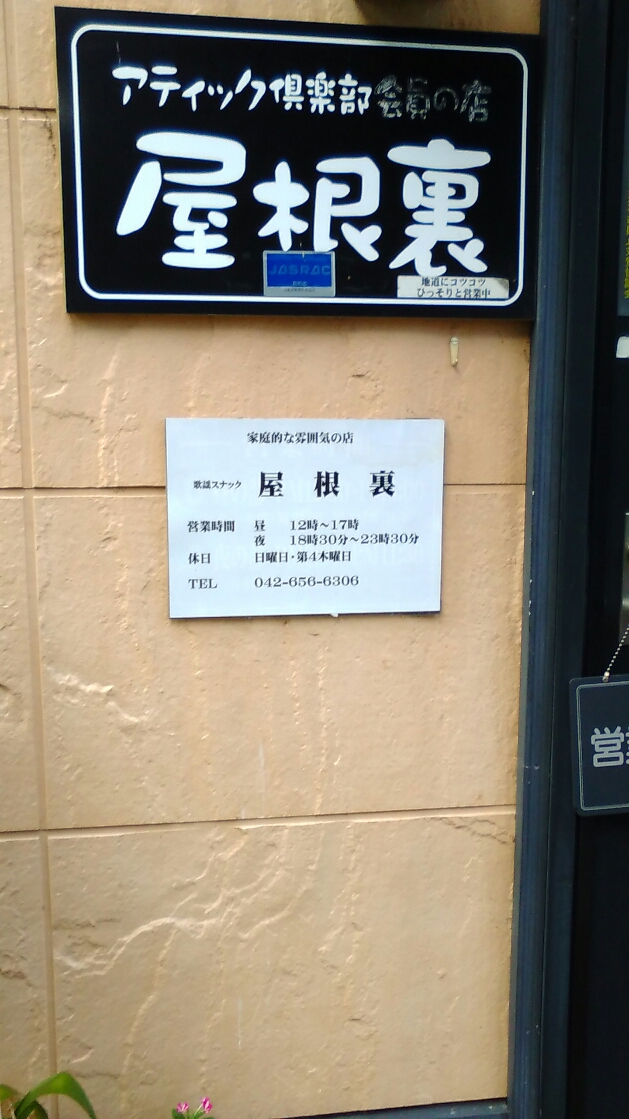 アティック倶楽部会員の店
屋根裏
JASRAC
地道にコツコツ
ひっそりと営業中
家庭的な雰囲気の店
歌謡スナック 屋根裏
営業時間 昼 12時〜17時
夜 18時30分〜23時30分
休日 日曜日・第4木曜日
TEL 042-656-6306
営